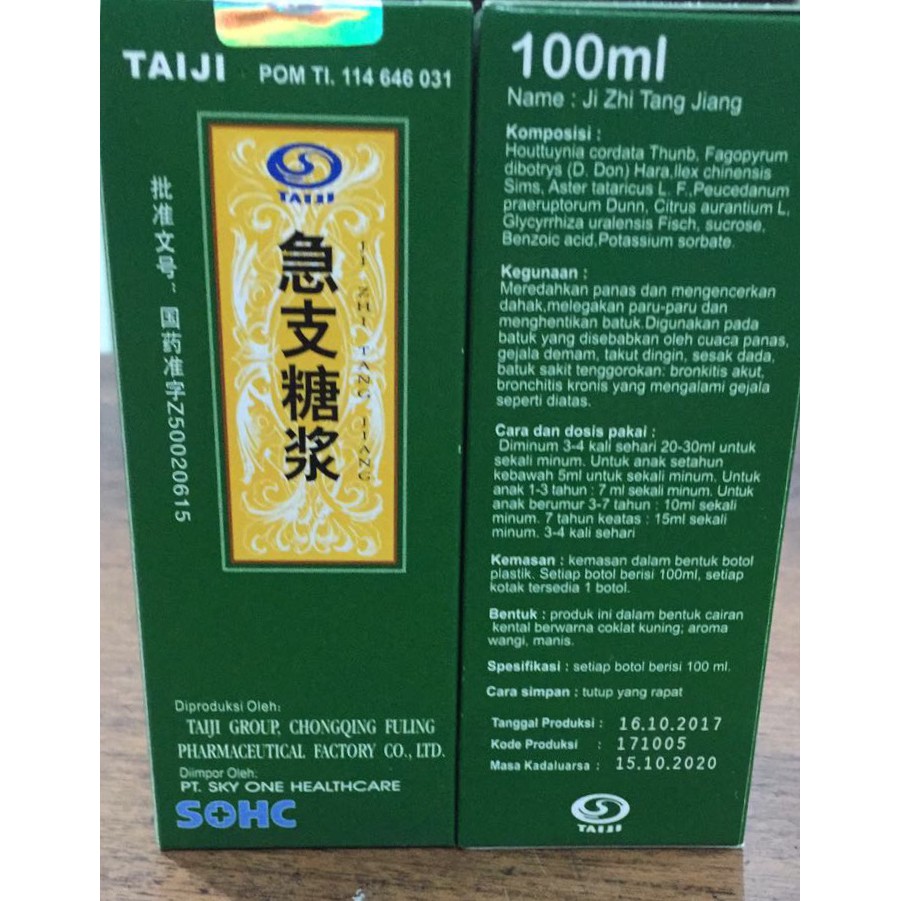 TAIJI
POM TI. 114 646 031
TAIJI
急支糖浆
JI ZHI TANG JIANG
批准文号：国药准字Z50020615
Diproduksi Oleh:
TAIJI GROUP, CHONGQING FULING
PHARMACEUTICAL FACTORY CO., LTD.
Diimpor Oleh:
PT. SKY ONE HEALTHCARE
SOHC
100ml
Name : Ji Zhi Tang Jiang
Komposisi :
Houttuynia cordata Thunb, Fagopyrum
dibotrys (D. Don) Hara,Ilex chinensis
Sims, Aster tataricus L. F.,Peucedanum
praeruptorum Dunn, Citrus aurantium L,
Glycyrrhiza uralensis Fisch, sucrose,
Benzoic acid,Potassium sorbate.
Kegunaan :
Meredahkan panas dan mengencerkan
dahak,melegakan paru-paru dan
menghentikan batuk.Digunakan pada
batuk yang disebabkan oleh cuaca panas,
gejala demam, takut dingin, sesak dada,
batuk sakit tenggorokan: bronkitis akut,
bronchitis kronis yang mengalami gejala
seperti diatas.
Cara dan dosis pakai :
Diminum 3-4 kali sehari 20-30ml untuk
sekali minum. Untuk anak setahun
kebawah 5ml untuk sekali minum. Untuk
anak 1-3 tahun : 7 ml sekali minum. Untuk
anak berumur 3-7 tahun : 10ml sekali
minum. 7 tahun keatas : 15ml sekali
minum. 3-4 kali sehari
Kemasan : kemasan dalam bentuk botol
plastik. Setiap botol berisi 100ml, setiap
kotak tersedia 1 botol.
Bentuk : produk ini dalam bentuk cairan
kental berwarna coklat kuning; aroma
wangi, manis.
Spesifikasi : setiap botol berisi 100 ml.
Cara simpan : tutup yang rapat
Tanggal Produksi : 16.10.2017
Kode Produksi : 171005
Masa Kadaluarsa : 15.10.2020
TAIJI